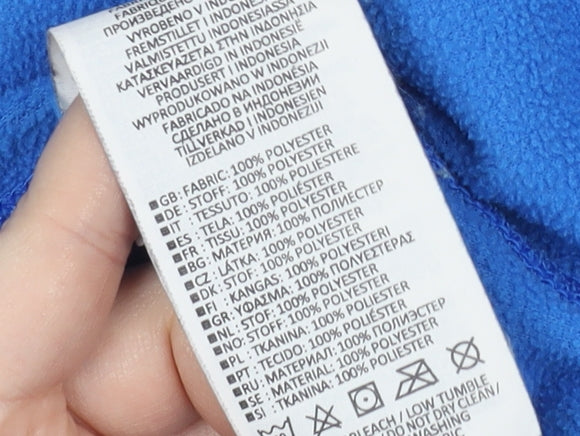 FABRIQUÉ
ПРОИЗВЕДЕНО
VYROBENO V INDONÉSII
FREMSTILLET I INDONESIEN
VALMISTETTU INDONESIASSA
ΚΑΤΑΣΚΕΥΑΖΕΤΑΙ ΣΤΗΝ ΙΝΔΟΝΗΣΙΑ
VERVAARDIGD IN INDONESIË
PRODUSERT I INDONESIA
WYPRODUKOWANO W INDONEZJI
FABRICADO NA INDONÉSIA
СДЕЛАНО В ИНДОНЕЗИИ
TILLVERKAD I INDONESIEN
IZDELANO V INDONEZIJI
GB: FABRIC: 100% POLYESTER
DE: STOFF: 100% POLYESTER
IT: TESSUTO: 100% POLIESTERE
ES: TELA: 100% POLIÉSTER
FR: TISSU: 100% POLYESTER
BG: МАТЕРИЯ: 100% ПОЛИЕСТЕР
CZ: LÁTKA: 100% POLYESTER
DK: STOF: 100% POLYESTER
FI: KANGAS: 100% POLYESTERI
GR: ΥΦΑΣΜΑ: 100% ΠΟΛΥΕΣΤΕΡΑΣ
NL: STOF: 100% POLYESTER
NO: STOFF: 100% POLYESTER
PL: TKANINA: 100% POLIESTER
PT: TECIDO: 100% POLIÉSTER
RU: МАТЕРИАЛ: 100% ПОЛИЭСТЕР
SE: MATERIAL: 100% POLYESTER
SI: TKANINA: 100% POLIESTER
BLEACH / LOW TUMBLE
DO NOT DRY CLEAN /
WASHING